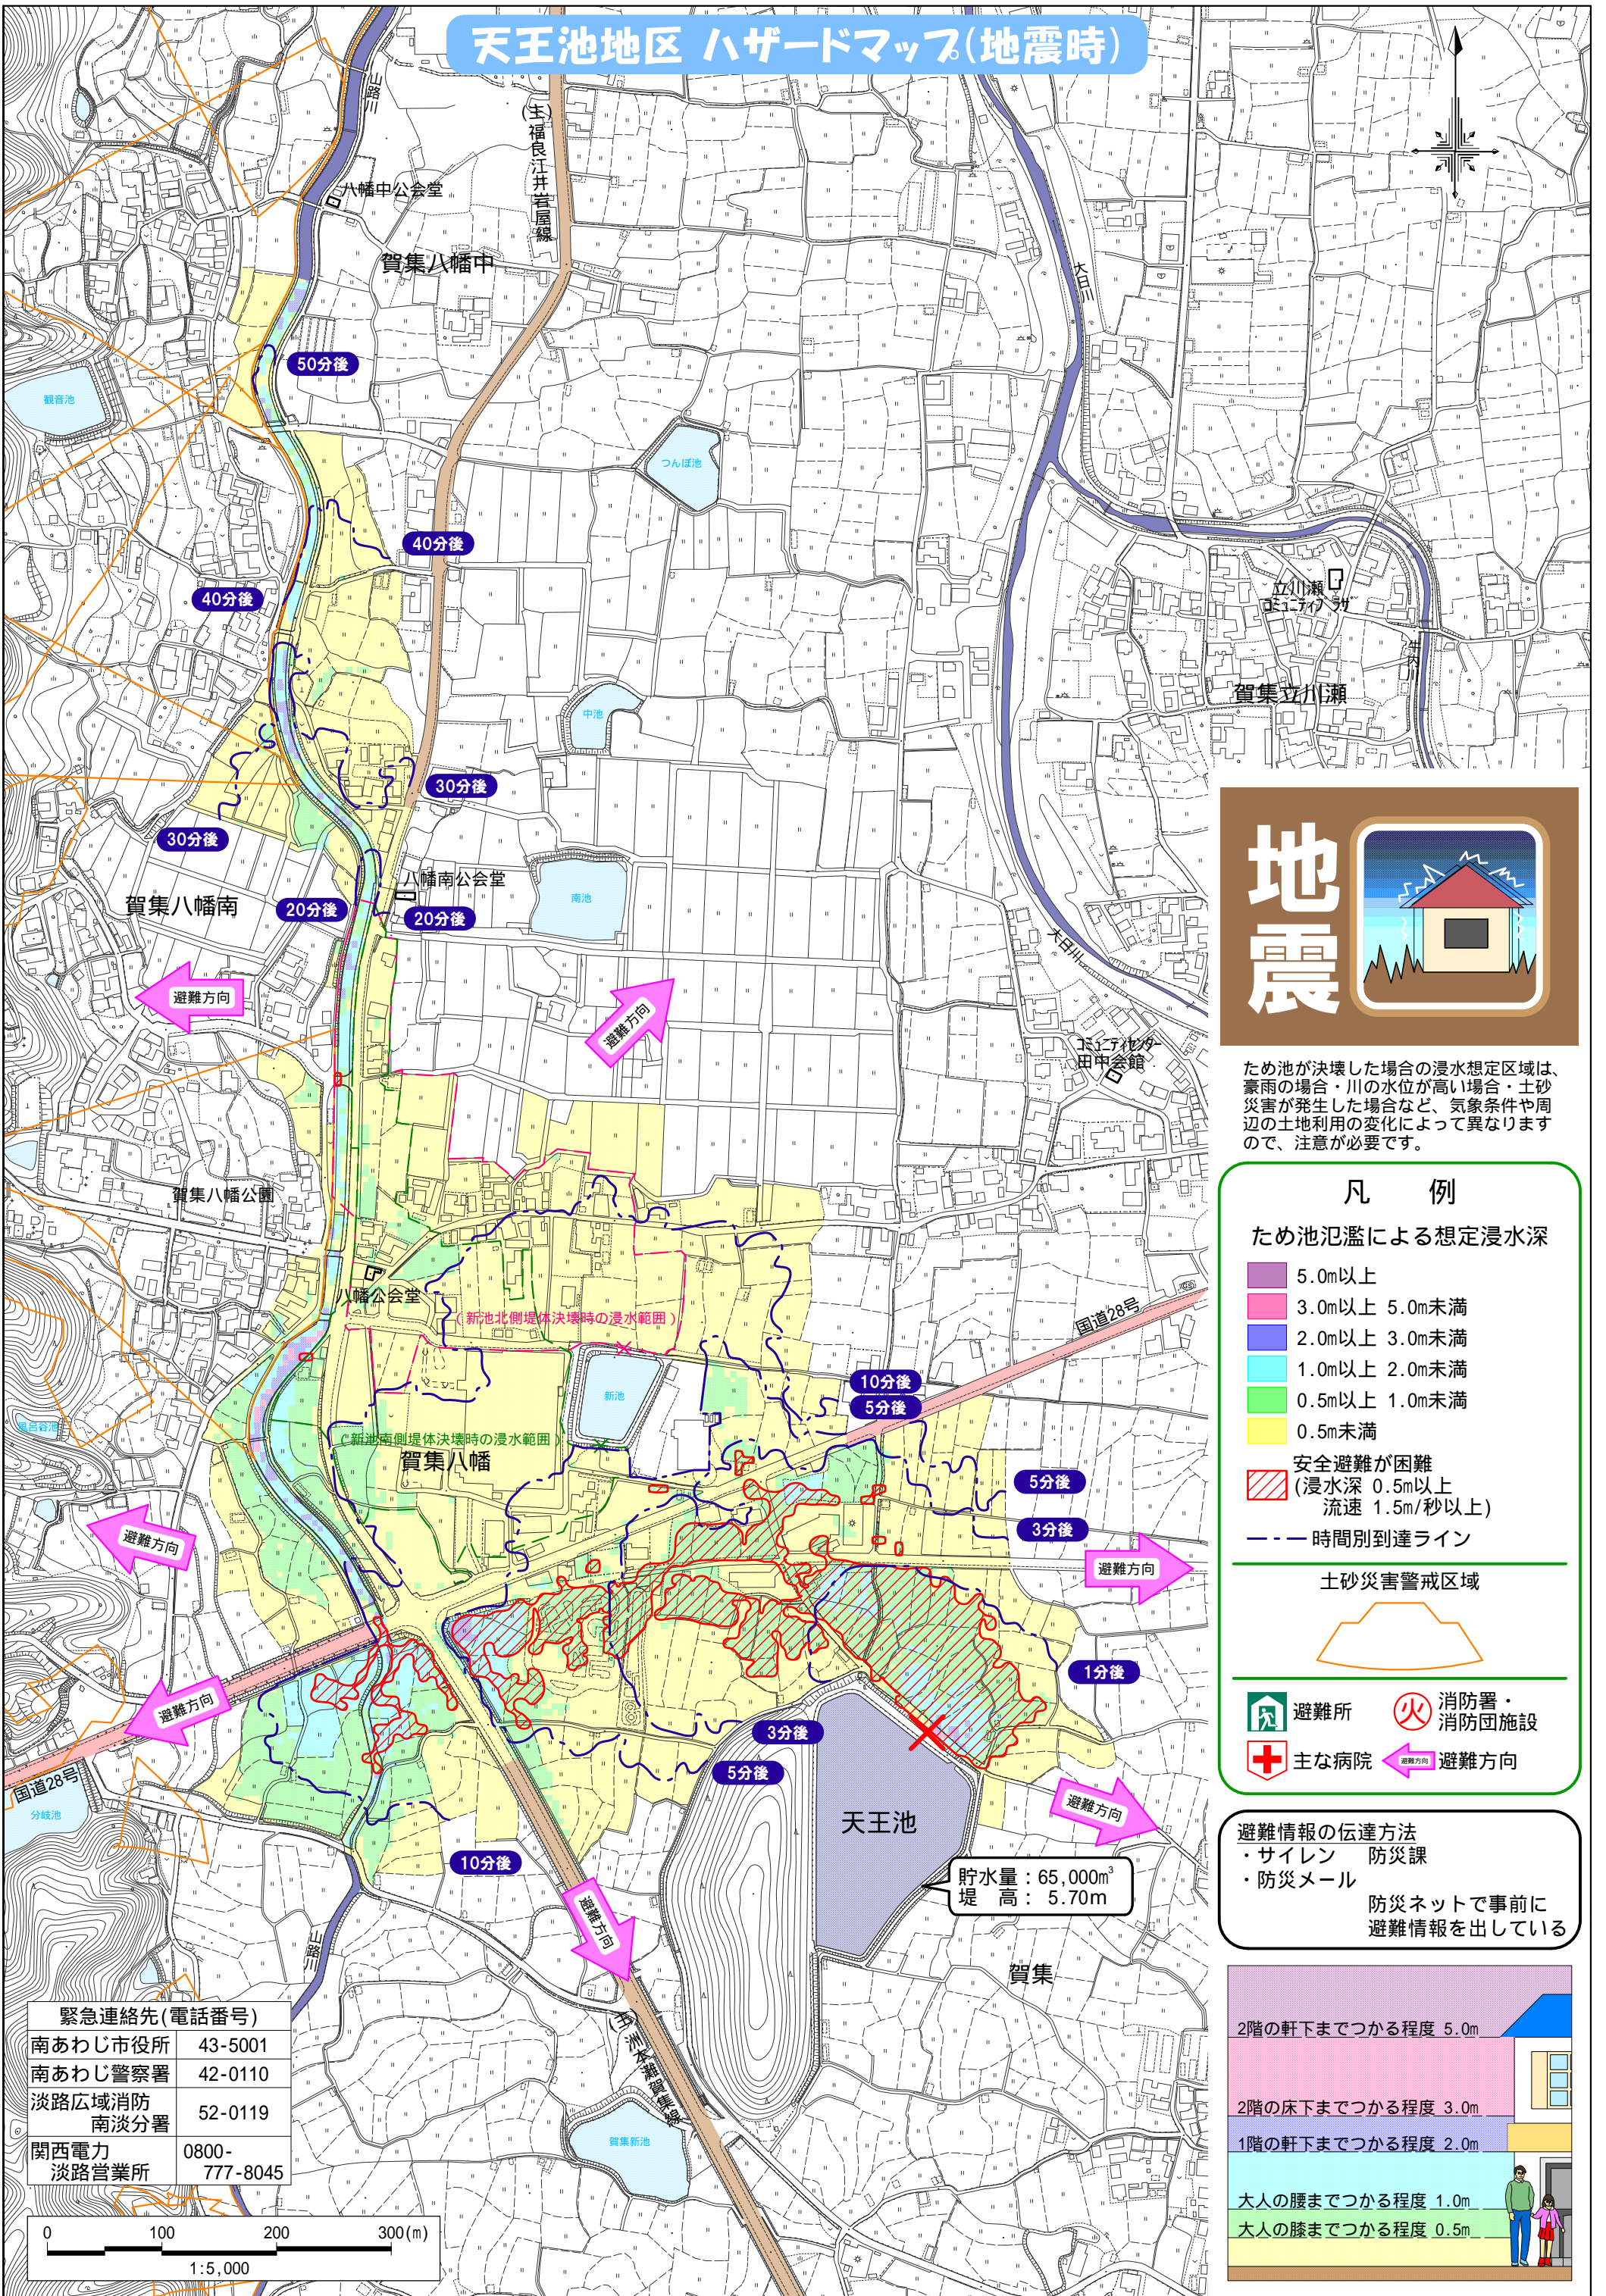 天王池地区 ハザードマップ(地震時)
山路川
(主)福良江井岩屋線
八幡中公会堂
賀集八幡中
大日川
50分後
観音池
つんぼ池
40分後
40分後
立川瀬
コミュニティプラザ
牛内川
賀集立川瀬
中池
30分後
30分後
八幡南公会堂
賀集八幡南
20分後
20分後
南池
大日川
避難方向
避難方向
コミュニティセンター
田中会館
賀集八幡公園
八幡公会堂
(新池北側堤体決壊時の浸水範囲)
国道28号
新池
10分後
5分後
風呂谷池
(新池南側堤体決壊時の浸水範囲)
賀集八幡
5分後
3分後
避難方向
避難方向
1分後
避難方向
3分後
5分後
国道28号
分岐池
天王池
避難方向
10分後
貯水量：65,000m³
堤　高： 5.70m
避難方向
山路川
賀集
(主)洲本灘賀集線
賀集新池
緊急連絡先(電話番号)
南あわじ市役所 43-5001
南あわじ警察署 42-0110
淡路広域消防
南淡分署 52-0119
関西電力 0800-
淡路営業所 777-8045
0 100 200 300(m)
1:5,000
地震
ため池が決壊した場合の浸水想定区域は、
豪雨の場合・川の水位が高い場合・土砂
災害が発生した場合など、気象条件や周
辺の土地利用の変化によって異なります
ので、注意が必要です。
凡　例
ため池氾濫による想定浸水深
5.0m以上
3.0m以上 5.0m未満
2.0m以上 3.0m未満
1.0m以上 2.0m未満
0.5m以上 1.0m未満
0.5m未満
安全避難が困難
(浸水深 0.5m以上
流速 1.5m/秒以上)
時間別到達ライン
土砂災害警戒区域
避難所
火 消防署・
消防団施設
主な病院
避難方向 避難方向
避難情報の伝達方法
・サイレン　防災課
・防災メール
防災ネットで事前に
避難情報を出している
2階の軒下までつかる程度 5.0m
2階の床下までつかる程度 3.0m
1階の軒下までつかる程度 2.0m
大人の腰までつかる程度 1.0m
大人の膝までつかる程度 0.5m